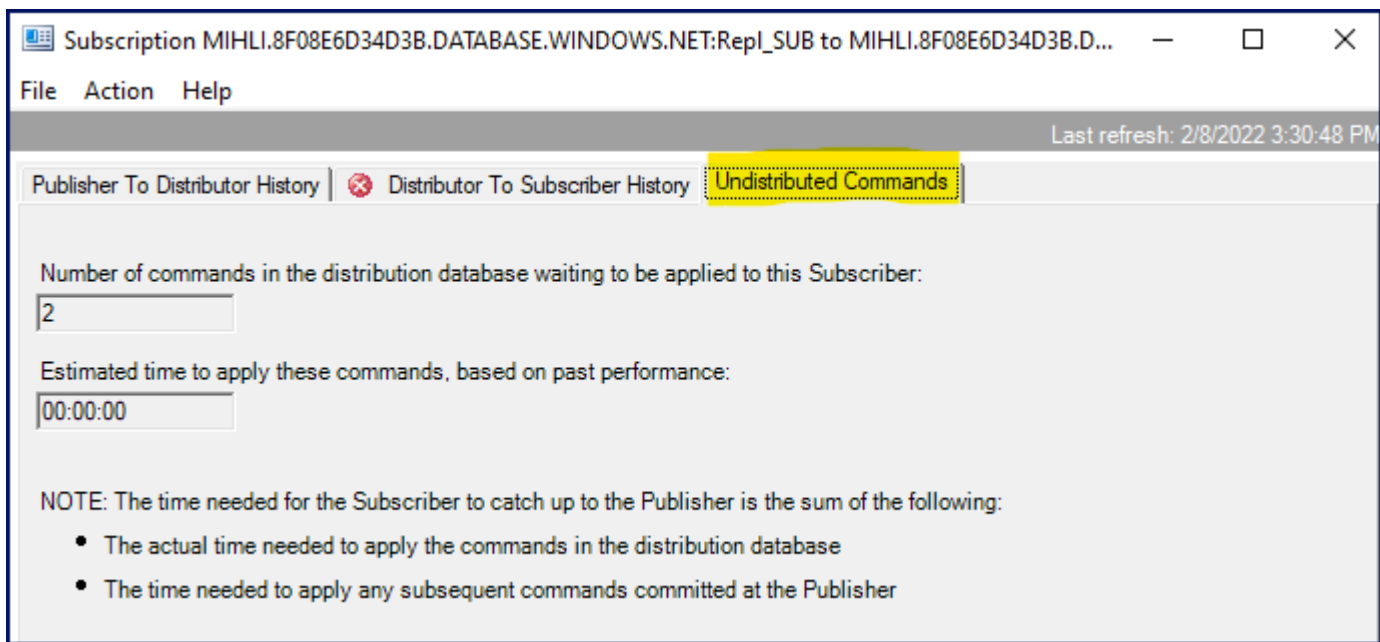 Subscription MIHLI.8F08E6D34D3B.DATABASE.WINDOWS.NET:Repl_SUB to MIHLI.8F08E6D34D3B.D...
File Action Help
Last refresh: 2/8/2022 3:30:48 PM
Publisher To Distributor History Distributor To Subscriber History Undistributed Commands
Number of commands in the distribution database waiting to be applied to this Subscriber:
2
Estimated time to apply these commands, based on past performance:
00:00:00
NOTE: The time needed for the Subscriber to catch up to the Publisher is the sum of the following:
• The actual time needed to apply the commands in the distribution database
• The time needed to apply any subsequent commands committed at the Publisher